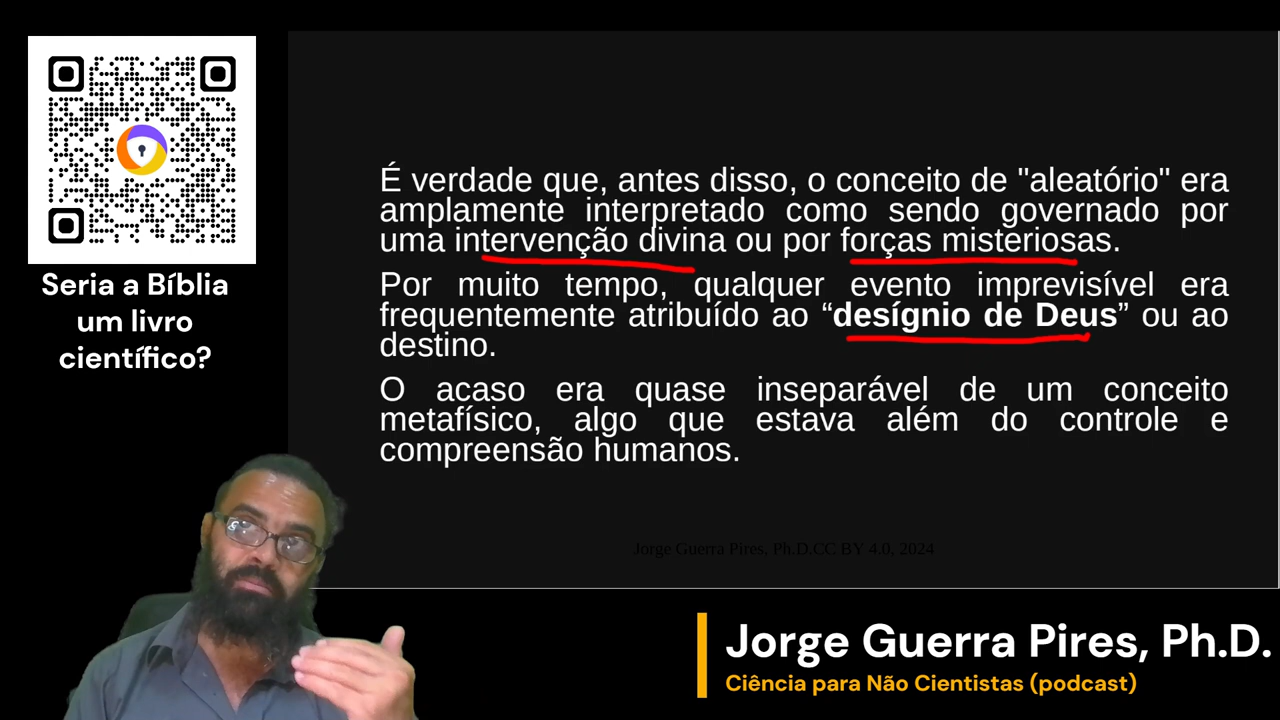 É verdade que, antes disso, o conceito de "aleatório" era
amplamente interpretado como sendo governado por
uma intervenção divina ou por forças misteriosas.
Por muito tempo, qualquer evento imprevisível era
frequentemente atribuído ao “desígnio de Deus” ou ao
destino.
O acaso era quase inseparável de um conceito
metafísico, algo que estava além do controle e
compreensão humanos.
Seria a Bíblia
um livro
científico?
Jorge Guerra Pires, Ph.D.CC BY 4.0, 2024
Jorge Guerra Pires, Ph.D.
Ciência para Não Cientistas (podcast)